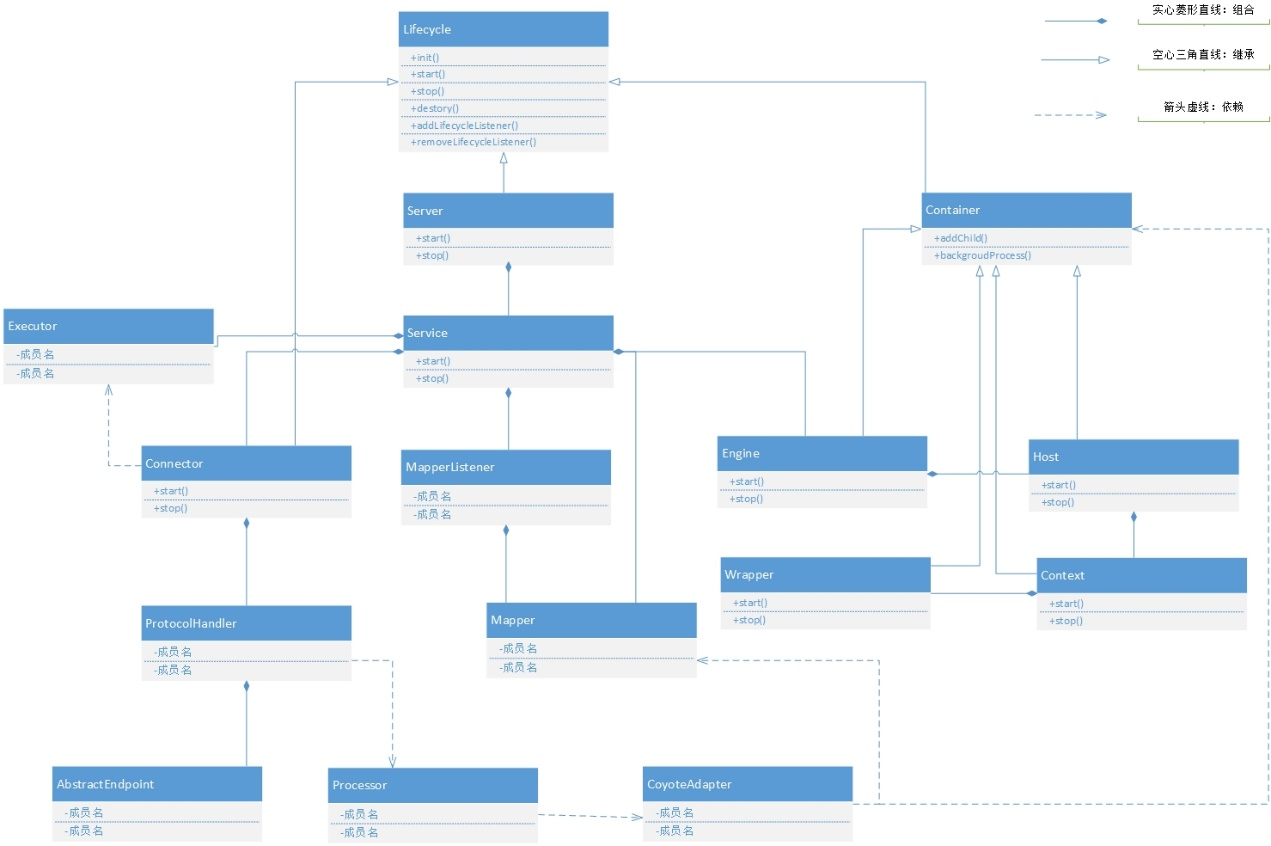 实心菱形直线：组合
空心三角直线：继承
箭头虚线：依赖
Lifecycle
+init()
+start()
+stop()
+destory()
+addLifecycleListener()
+removeLifecycleListener()
Server
+start()
+stop()
Container
+addChild()
+backgroudProcess()
Executor
-成员名
-成员名
Service
+start()
+stop()
Connector
+start()
+stop()
MapperListener
-成员名
-成员名
Engine
+start()
+stop()
Host
+start()
+stop()
Wrapper
+start()
+stop()
Context
+start()
+stop()
ProtocolHandler
-成员名
-成员名
Mapper
-成员名
-成员名
AbstractEndpoint
-成员名
-成员名
Processor
-成员名
-成员名
CoyoteAdapter
-成员名
-成员名